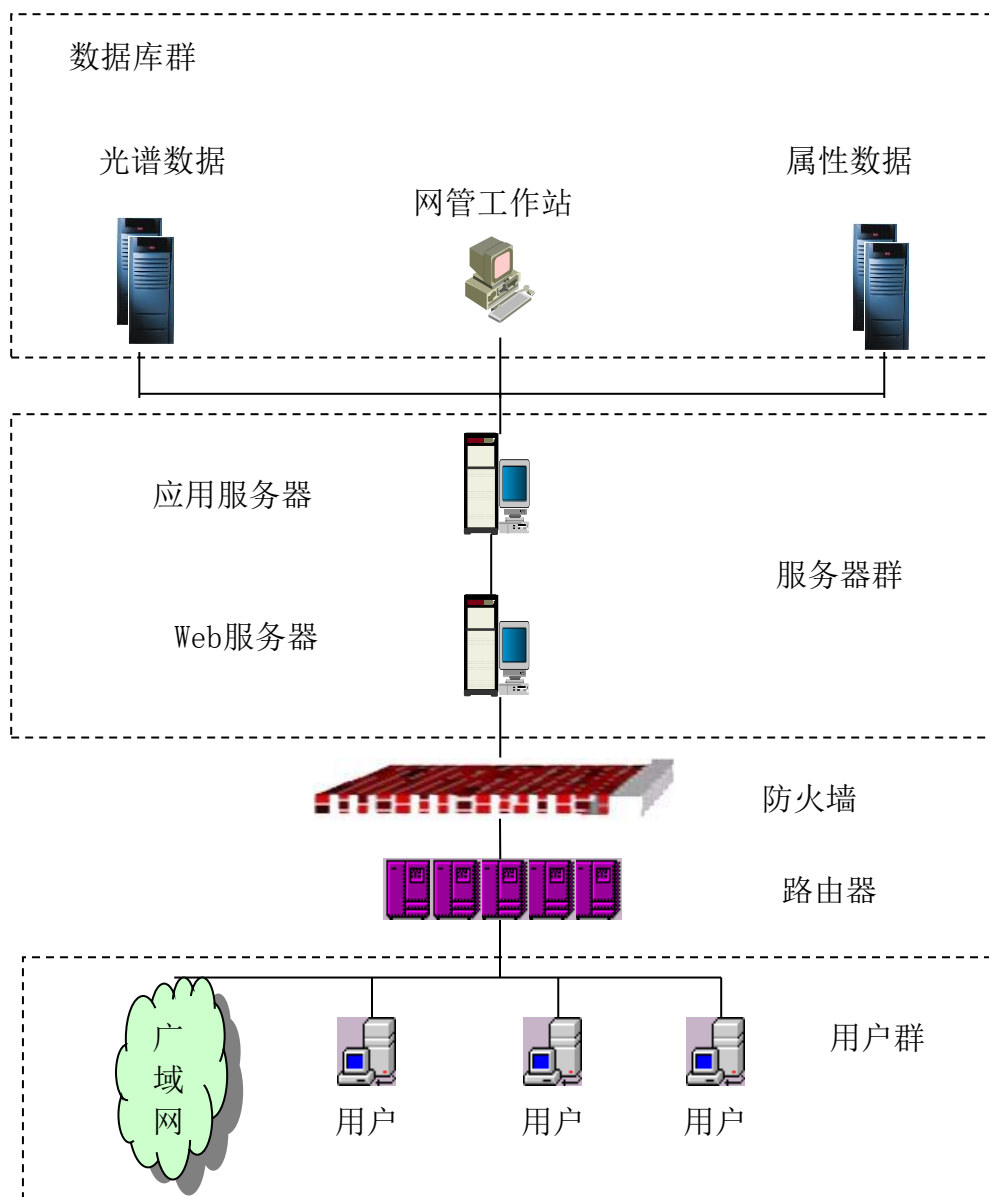 数据库群
光谱数据
属性数据
网管工作站
应用服务器
服务器群
Web服务器
防火墙
路由器
广
域
网
用户群
用户
用户
用户